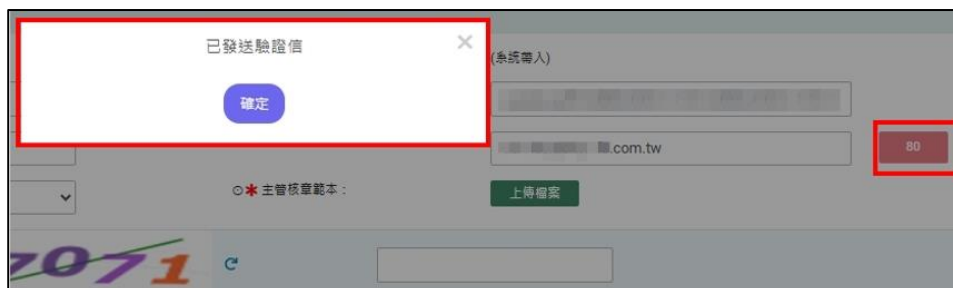 已發送驗證信
×
(系統帶入)
確定
.com.tw
80
＊主管核章範本：
上傳檔案
7071